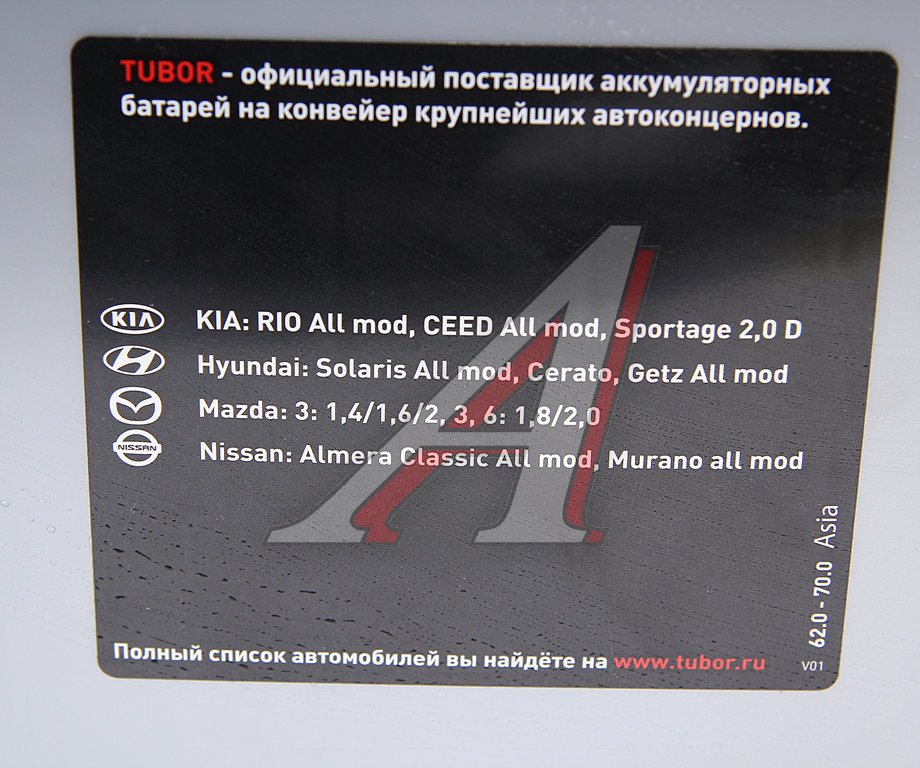 TUBOR - официальный поставщик аккумуляторных
батарей на конвейер крупнейших автоконцернов.
KIA
KIA: RIO All mod, CEED All mod, Sportage 2,0 D
Hyundai: Solaris All mod, Cerato, Getz All mod
Mazda: 3: 1,4/1,6/2, 3, 6: 1,8/2,0
NISSAN
Nissan: Almera Classic All mod, Murano all mod
62.0 - 70.0 Asia
Полный список автомобилей вы найдёте на www.tubor.ru
V01